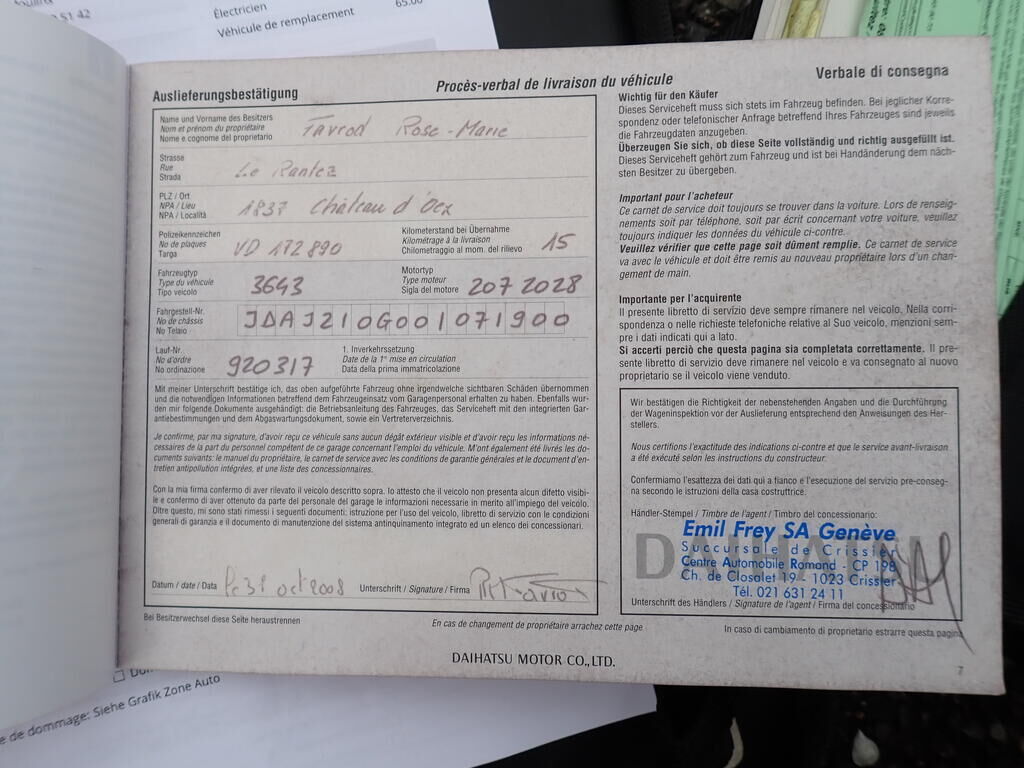 51 42
Électricien
Véhicule de remplacement 65.00
Auslieferungsbestätigung
Procès-verbal de livraison du véhicule
Verbale di consegna
Name und Vorname des Besitzers
Nom et prénom du propriétaire
Nome e cognome del proprietario
Favrod Rose-Marie
Strasse
Rue
Strada
Le Rantez
PLZ / Ort
NPA / Lieu
NPA / Località
1837 Château d'Oex
Polizeikennzeichen
No de plaques
Targa
VD 172890
Kilometerstand bei Übernahme
Kilométrage à la livraison
Chilometraggio al mom. del rilievo
15
Fahrzeugtyp
Type du véhicule
Tipo veicolo
3643
Motortyp
Type moteur
Sigla del motore
207 2028
Fahrgestell-Nr.
No de châssis
No Telaio
JDAJ210G001071900
Lauf-Nr.
No d'ordre
No ordinazione
920317
1. Inverkehrssetzung
Date de la 1re mise en circulation
Data della prima immatricolazione
Mit meiner Unterschrift bestätige ich, das oben aufgeführte Fahrzeug ohne irgendwelche sichtbaren Schäden übernommen
und die notwendigen Informationen betreffend dem Fahrzeugeinsatz vom Garagenpersonal erhalten zu haben. Ebenfalls wur-
den mir folgende Dokumente ausgehändigt: die Betriebsanleitung des Fahrzeuges, das Serviceheft mit den integrierten Gar-
antiebestimmungen und dem Abgaswartungsdokument, sowie ein Vertreterverzeichnis.
Je confirme, par ma signature, d'avoir reçu ce véhicule sans aucun dégât extérieur visible et d'avoir reçu les informations né-
cessaires de la part du personnel compétent de ce garage concernant l'emploi du véhicule. M'ont également été livrés les do-
cuments suivants: le manuel du propriétaire, le carnet de service avec les conditions de garantie générales et le document d'en-
tretien antipollution intégrées, et une liste des concessionnaires.
Con la mia firma confermo di aver rilevato il veicolo descritto sopra. Io attesto che il veicolo non presenta alcun difetto visibi-
le e confermo di aver ottenuto da parte del personale del garage le informazioni necessarie in merito all'impiego del veicolo.
Oltre questo, mi sono stati rimessi i seguenti documenti: istruzione per l'uso del veicolo, libretto di servizio con le condizioni
generali di garanzia e il documento di manutenzione del sistema antinquinamento integrato ed un elenco dei concessionari.
Datum / date / Data
31 oct 2008
Unterschrift / Signature / Firma
Favrod
Bei Besitzerwechsel diese Seite heraustrennen
En cas de changement de propriétaire arrachez cette page
In caso di cambiamento di proprietario estrarre questa pagina
DAIHATSU MOTOR CO., LTD.
7
Wichtig für den Käufer
Dieses Serviceheft muss sich stets im Fahrzeug befinden. Bei jeglicher Korre-
spondenz oder telefonischer Anfrage betreffend Ihres Fahrzeuges sind jeweils
die Fahrzeugdaten anzugeben.
Überzeugen Sie sich, ob diese Seite vollständig und richtig ausgefüllt ist.
Dieses Serviceheft gehört zum Fahrzeug und ist bei Handänderung dem näch-
sten Besitzer zu übergeben.
Important pour l'acheteur
Ce carnet de service doit toujours se trouver dans la voiture. Lors de renseig-
nements soit par téléphone, soit par écrit concernant votre voiture, veuillez
toujours indiquer les données du véhicule ci-contre.
Veuillez vérifier que cette page soit dûment remplie. Ce carnet de service
va avec le véhicule et doit être remis au nouveau propriétaire lors d'un chan-
gement de main.
Importante per l'acquirente
Il presente libretto di servizio deve sempre rimanere nel veicolo. Nella corri-
spondenza o nelle richieste telefoniche relative al Suo veicolo, menzioni sem-
pre i dati indicati qui a lato.
Si accerti perciò che questa pagina sia completata correttamente. Il pre-
sente libretto di servizio deve rimanere nel veicolo e va consegnato al nuovo
proprietario se il veicolo viene venduto.
Wir bestätigen die Richtigkeit der nebenstehenden Angaben und die Durchführung
der Wageninspektion vor der Auslieferung entsprechend den Anweisungen des Her-
stellers.
Nous certifions l'exactitude des indications ci-contre et que le service avant-livraison
a été exécuté selon les instructions du constructeur.
Confermiamo l'esattezza dei dati qui a fianco e l'esecuzione del servizio pre-conseg-
na secondo le istruzioni della casa costruttrice.
Händler-Stempel / Timbre de l'agent / Timbro del concessionario:
DAIHATSU
Emil Frey SA Genève
Succursale de Crissier
Centre Automobile Romand - CP 198
Ch. de Closalet 19 - 1023 Crissier
Tél. 021 631 24 11
Unterschrift des Händlers / Signature de l'agent / Firma del concessionario
e de dommage: Siehe Grafik Zone Auto